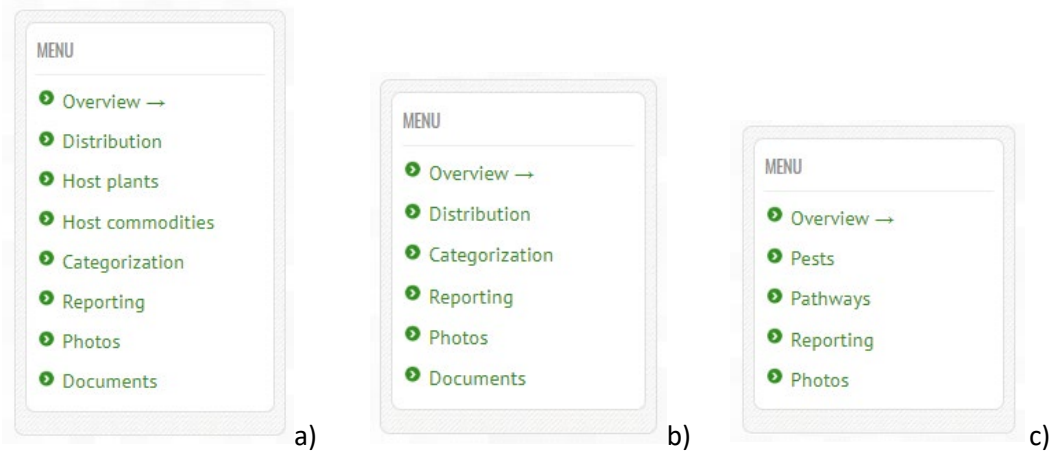 MENU
Overview →
Distribution
Host plants
Host commodities
Categorization
Reporting
Photos
Documents
a)
MENU
Overview →
Distribution
Categorization
Reporting
Photos
Documents
b)
MENU
Overview →
Pests
Pathways
Reporting
Photos
c)